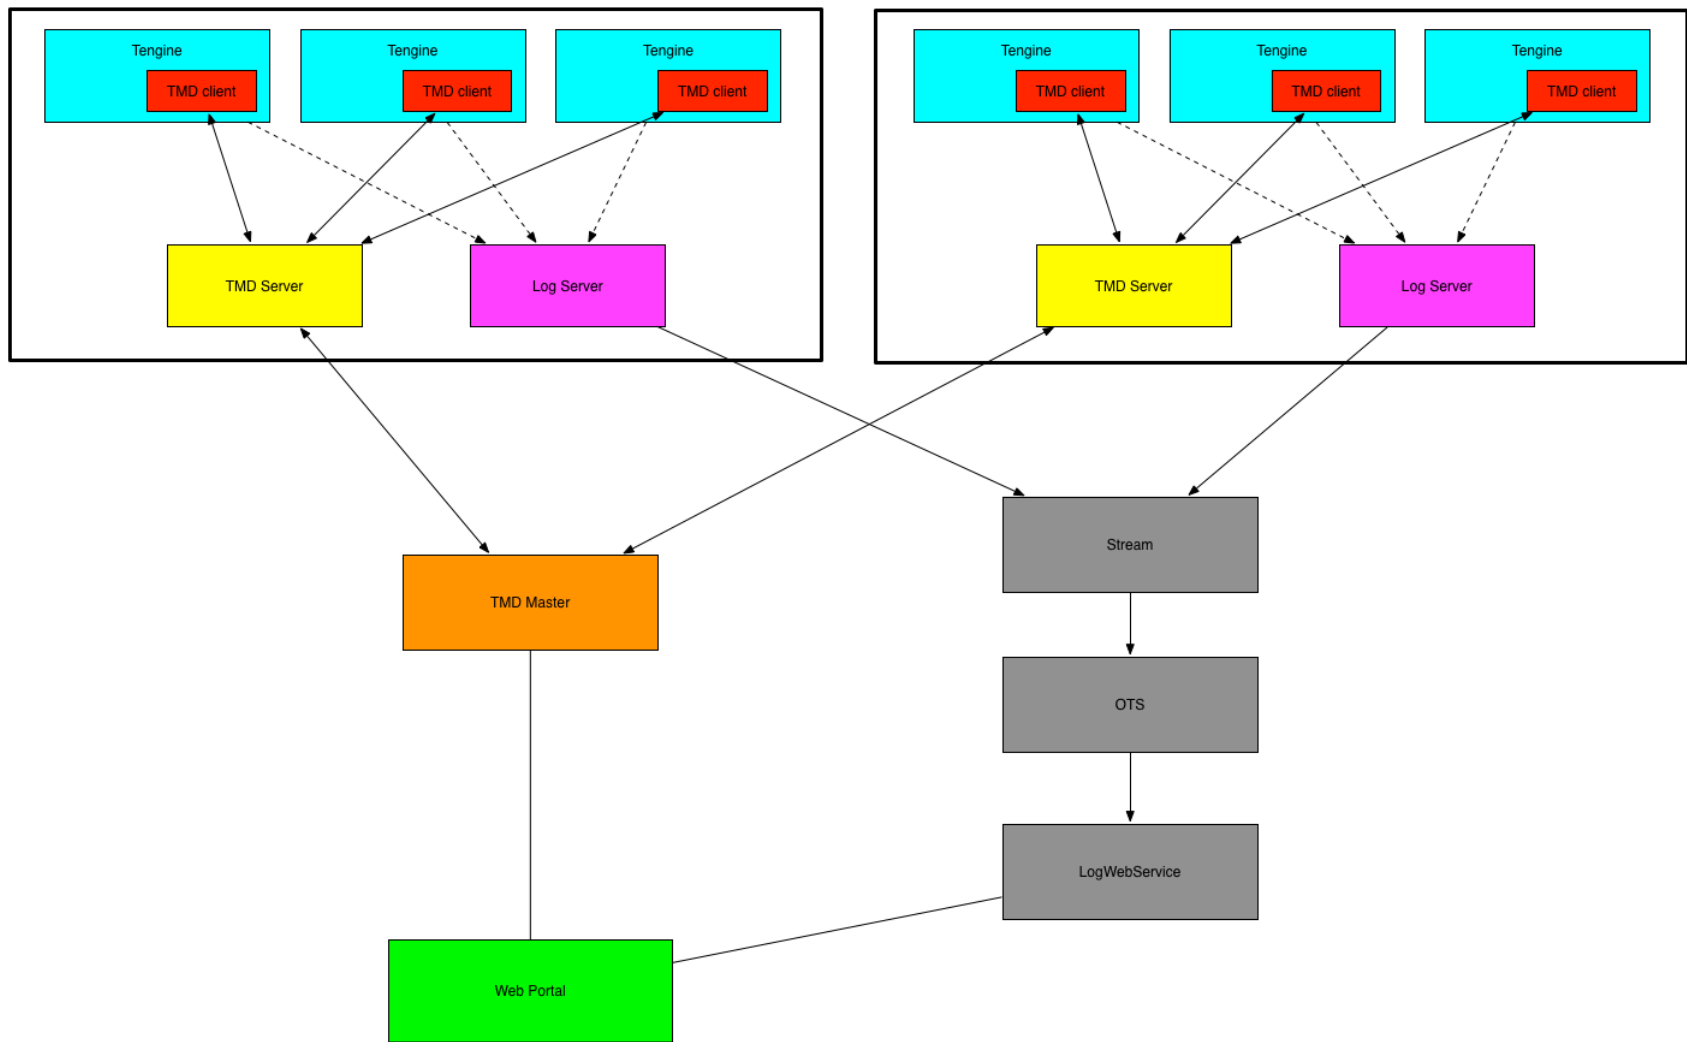 Tengine
Tengine
Tengine
TMD client
TMD client
TMD client
TMD Server
Log Server
Tengine
Tengine
Tengine
TMD client
TMD client
TMD client
TMD Server
Log Server
Stream
TMD Master
OTS
LogWebService
Web Portal